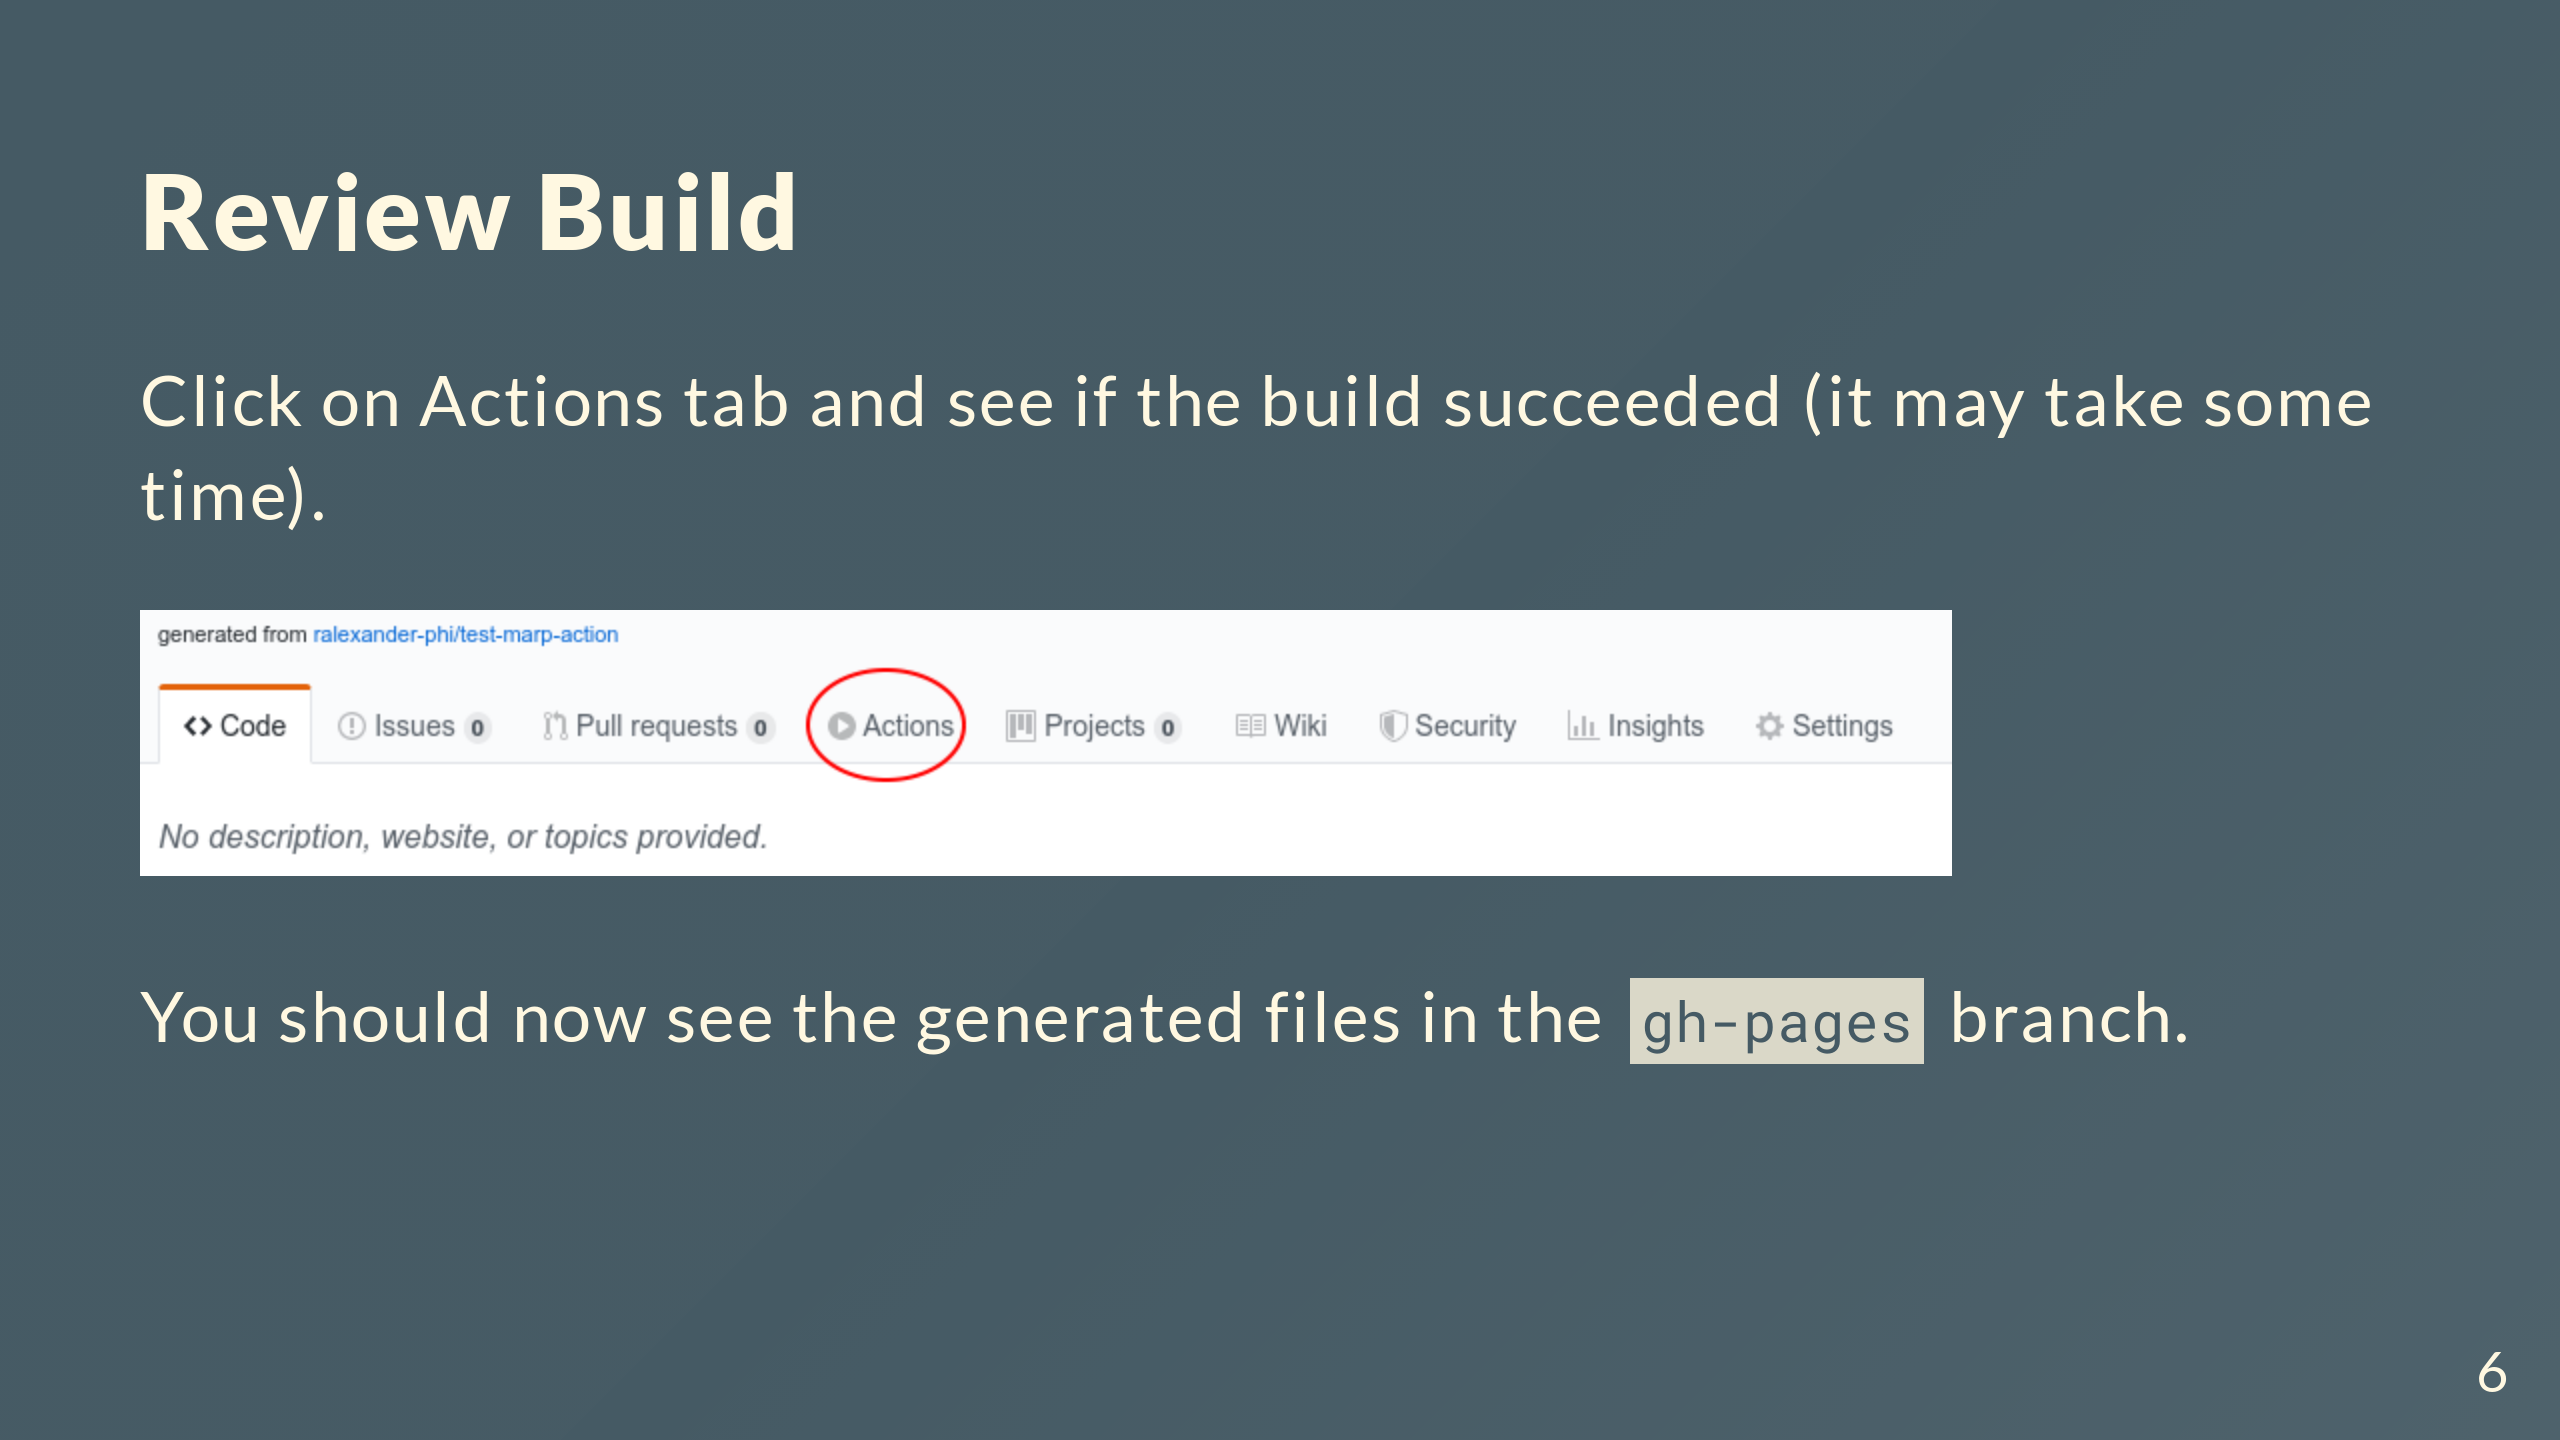 Review Build
Click on Actions tab and see if the build succeeded (it may take some
time).
generated from ralexander-phi/test-marp-action
Code Issues 0 Pull requests 0 Actions Projects 0 Wiki Security Insights Settings
No description, website, or topics provided.
You should now see the generated files in the gh-pages branch.
6